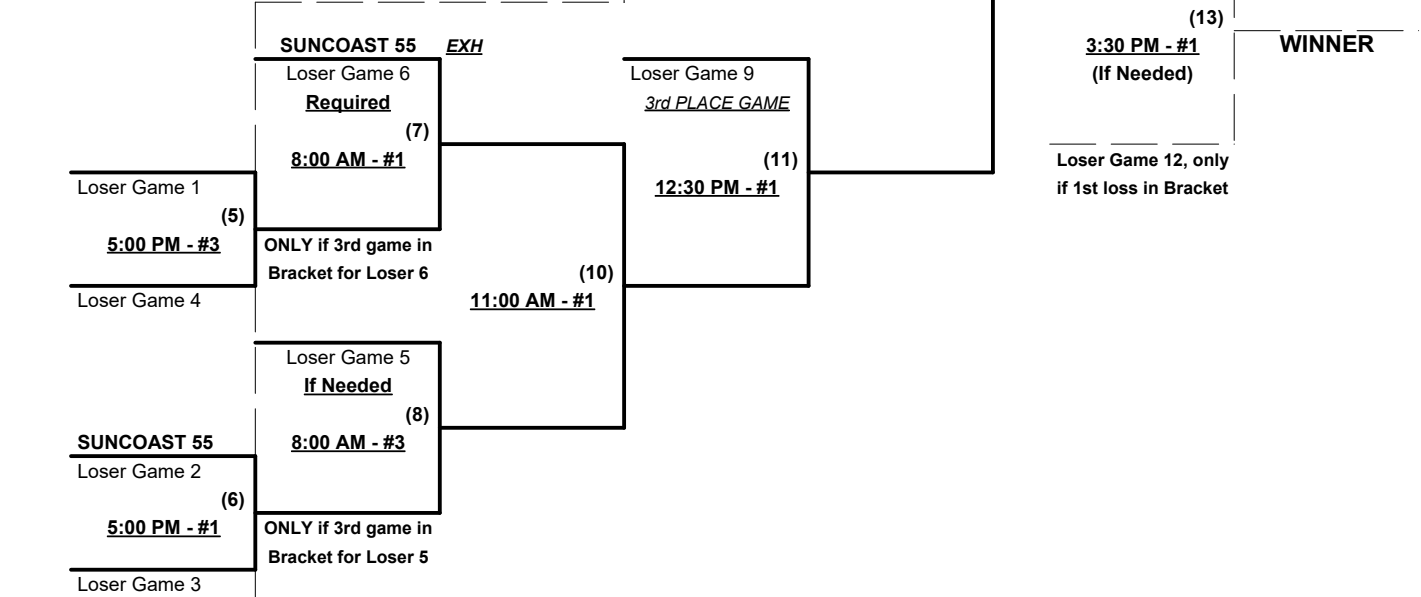 (13)
SUNCOAST 55 EXH
3:30 PM - #1
WINNER
Loser Game 6
Loser Game 9
(If Needed)
Required
3rd PLACE GAME
(7)
8:00 AM - #1
(11)
Loser Game 12, only
if 1st loss in Bracket
Loser Game 1
12:30 PM - #1
(5)
5:00 PM - #3
ONLY if 3rd game in
Bracket for Loser 6
(10)
Loser Game 4
11:00 AM - #1
Loser Game 5
If Needed
(8)
8:00 AM - #3
SUNCOAST 55
Loser Game 2
(6)
5:00 PM - #1
ONLY if 3rd game in
Bracket for Loser 5
Loser Game 3